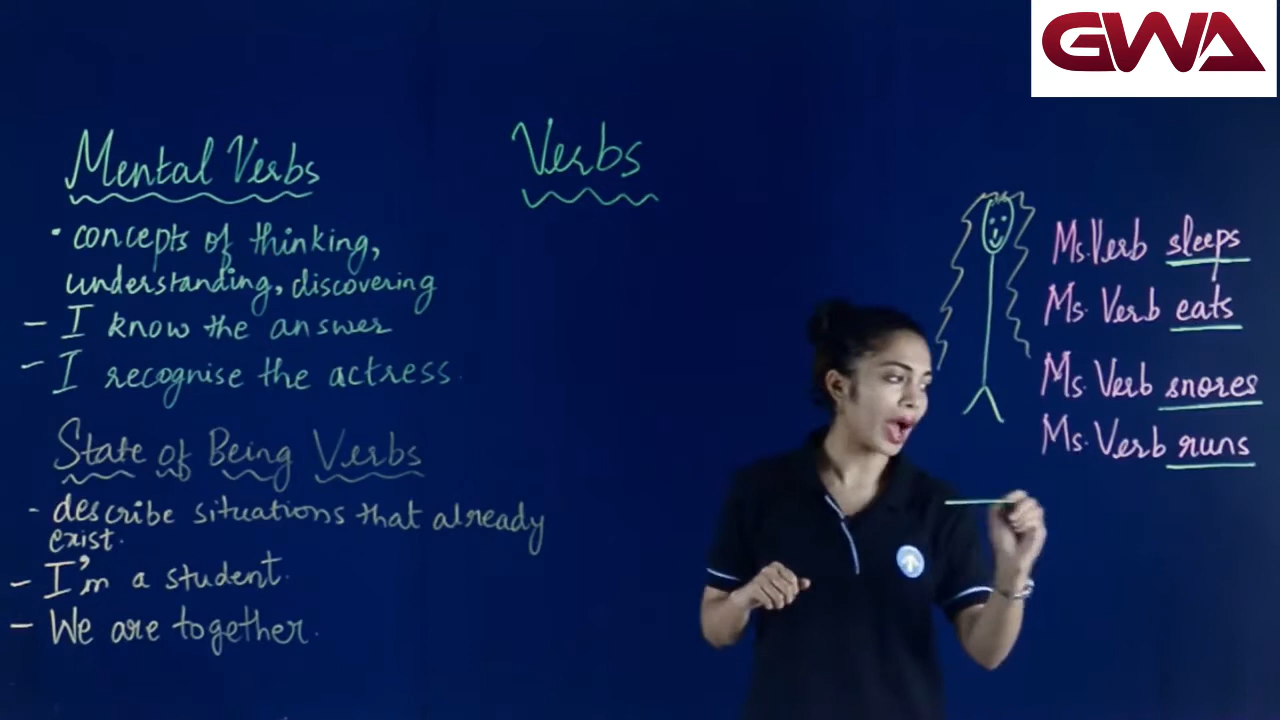 GWA
Verbs
Mental Verbs
• concepts of thinking,
understanding, discovering
– I know the answer
– I recognise the actress.
State of Being Verbs
- describe situations that already
exist.
– I'm a student.
– We are together.
Ms. Verb sleeps
Ms. Verb eats
Ms. Verb snores
Ms. Verb runs